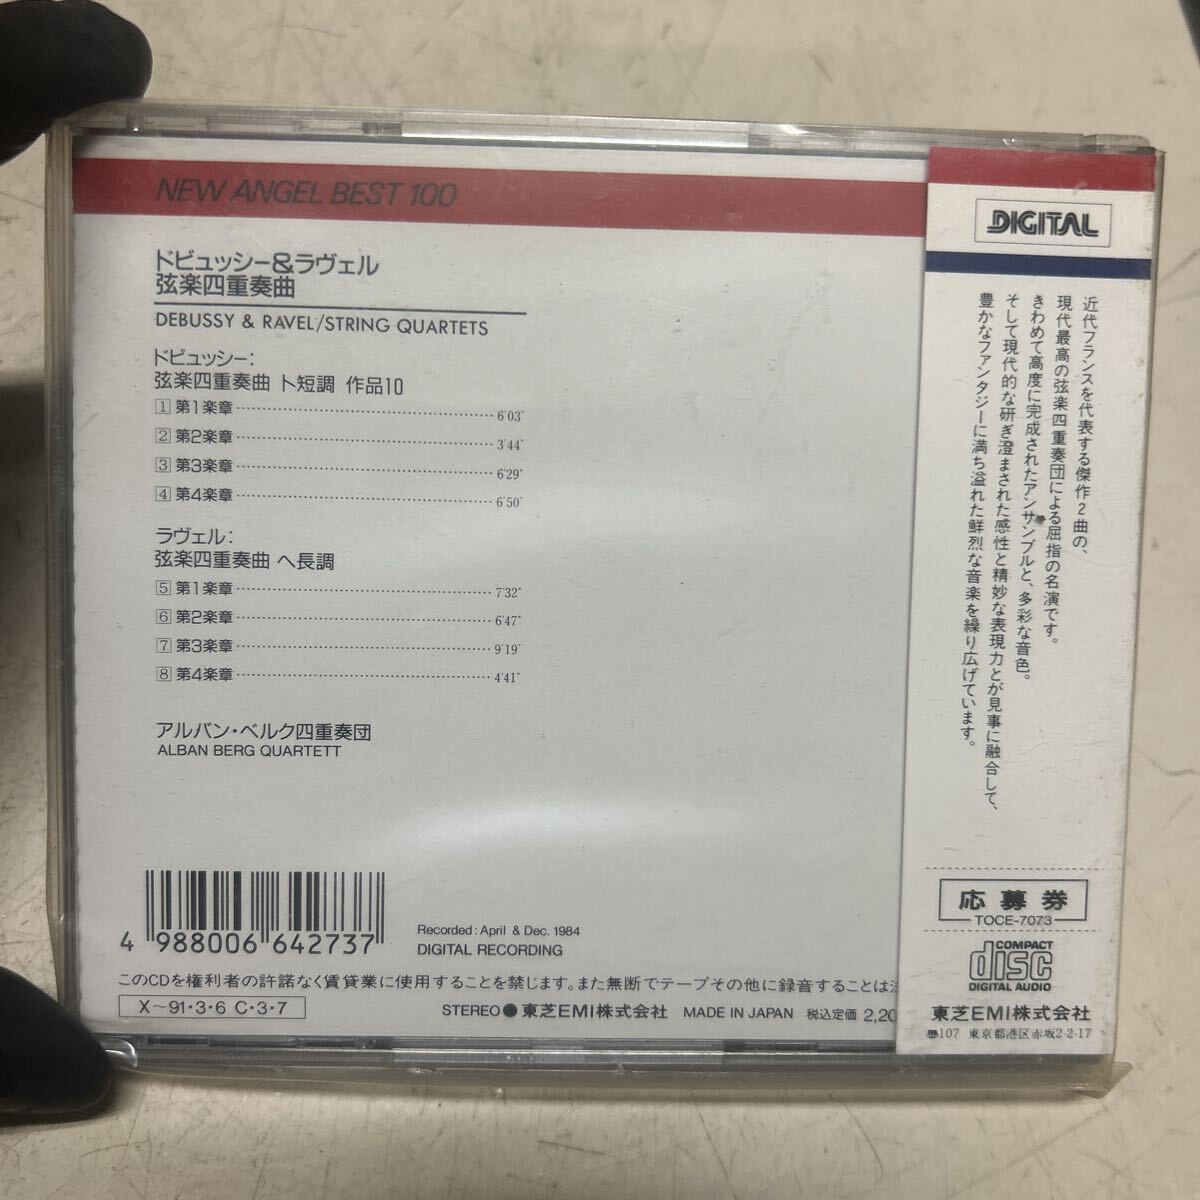 NEW ANGEL BEST 100
ドビュッシー&ラヴェル
弦楽四重奏曲
DEBUSSY & RAVEL/STRING QUARTETS
ドビュッシー:
弦楽四重奏曲 ト短調 作品10
1 第1楽章 6'03"
2 第2楽章 3'44"
3 第3楽章 6'29"
4 第4楽章 6'50"
ラヴェル:
弦楽四重奏曲 ヘ長調
5 第1楽章 7'32"
6 第2楽章 6'47"
7 第3楽章 9'19"
8 第4楽章 4'41"
アルバン・ベルク四重奏団
ALBAN BERG QUARTETT
4 988006 642737
Recorded: April & Dec. 1984
DIGITAL RECORDING
このCDを権利者の許諾なく賃貸業に使用することを禁じます。また無断でテープその他に録音することは法
X~91・3・6 C・3・7
STEREO●東芝EMI株式会社 MADE IN JAPAN 税込定価 2,20
DIGITAL
近代フランスを代表する傑作2曲の、
現代最高の弦楽四重奏団による屈指の名演です。
きわめて高度に完成されたアンサンブルと、多彩な音色。
そして現代的な研ぎ澄まされた感性と精妙な表現力とが見事に融合して、
豊かなファンタジーに満ち溢れた鮮烈な音楽を繰り広げています。
応募券
TOCE-7073
COMPACT
disc
DIGITAL AUDIO
東芝EMI株式会社
〠107 東京都港区赤坂2-2-17